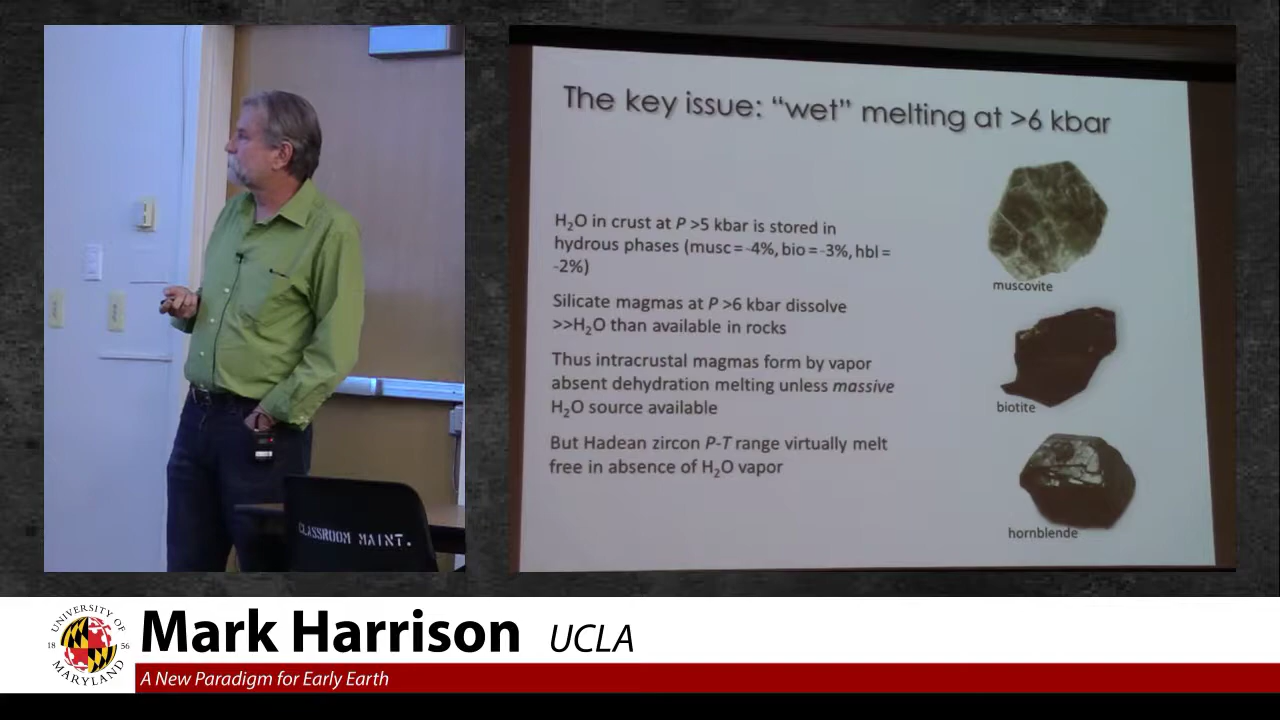 The key issue: “wet” melting at >6 kbar
H₂O in crust at P >5 kbar is stored in
hydrous phases (musc = ~4%, bio = ~3%, hbl =
~2%)
Silicate magmas at P >6 kbar dissolve
>>H₂O than available in rocks
Thus intracrustal magmas form by vapor
absent dehydration melting unless massive
H₂O source available
But Hadean zircon P-T range virtually melt
free in absence of H₂O vapor
muscovite
biotite
hornblende
CLASSROOM MAINT.
UNIVERSITY OF
18 56
MARYLAND
Mark Harrison UCLA
A New Paradigm for Early Earth